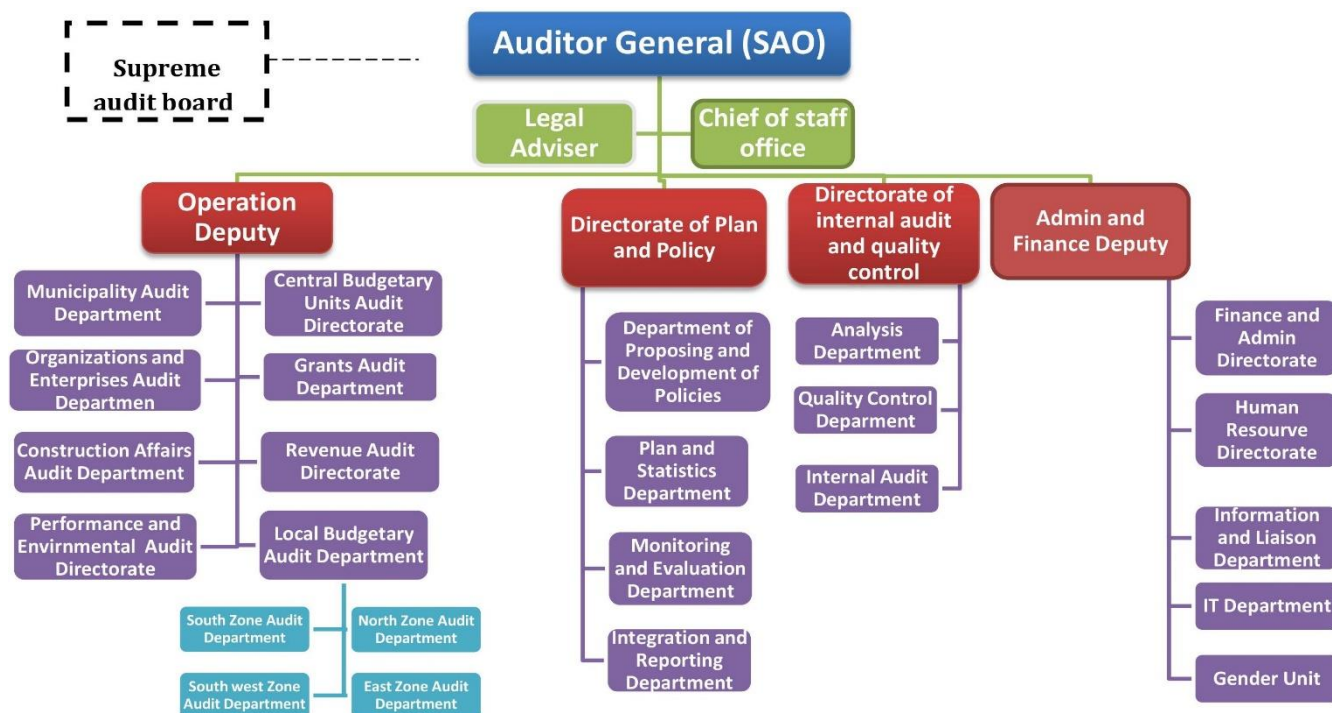 Supreme
audit board
Auditor General (SAO)
Legal
Adviser
Chief of staff
office
Operation
Deputy
Municipality Audit
Department
Central Budgetary
Units Audit
Directorate
Organizations and
Enterprises Audit
Departmen
Grants Audit
Department
Construction Affairs
Audit Department
Revenue Audit
Directorate
Performance and
Envirnmental Audit
Directorate
Local Budgetary
Audit Department
South Zone Audit
Department
North Zone Audit
Department
South west Zone
Audit Department
East Zone Audit
Department
Directorate of Plan
and Policy
Department of
Proposing and
Development of
Policies
Plan and
Statistics
Department
Monitoring
and Evaluation
Department
Integration and
Reporting
Department
Directorate of
internal audit
and quality
control
Analysis
Department
Quality Control
Deparment
Internal Audit
Department
Admin and
Finance Deputy
Finance and
Admin
Directorate
Human
Resourve
Directorate
Information
and Liaison
Department
IT Department
Gender Unit